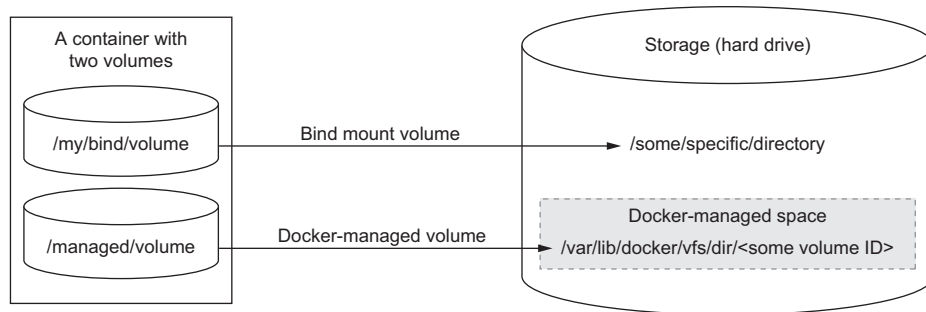 A container with
two volumes
Storage (hard drive)
/my/bind/volume
Bind mount volume
/some/specific/directory
Docker-managed space
/managed/volume
Docker-managed volume
/var/lib/docker/vfs/dir/<some volume ID>